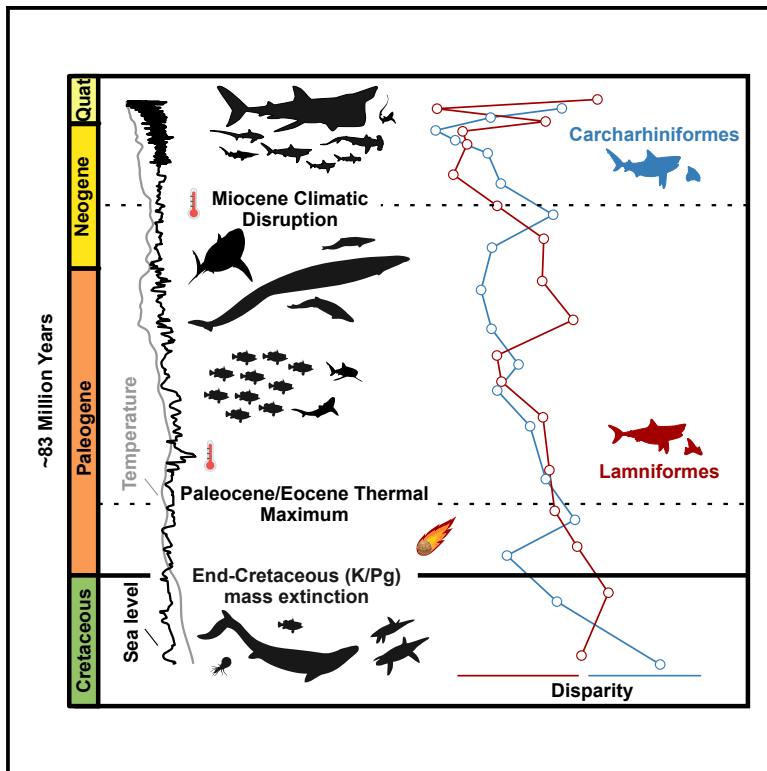 ~83 Million Years
Quat
Neogene
Paleogene
Cretaceous
Temperature
Sea level
Miocene Climatic
Disruption
Paleocene/Eocene Thermal
Maximum
End-Cretaceous (K/Pg)
mass extinction
Carcharhiniformes
Lamniformes
Disparity